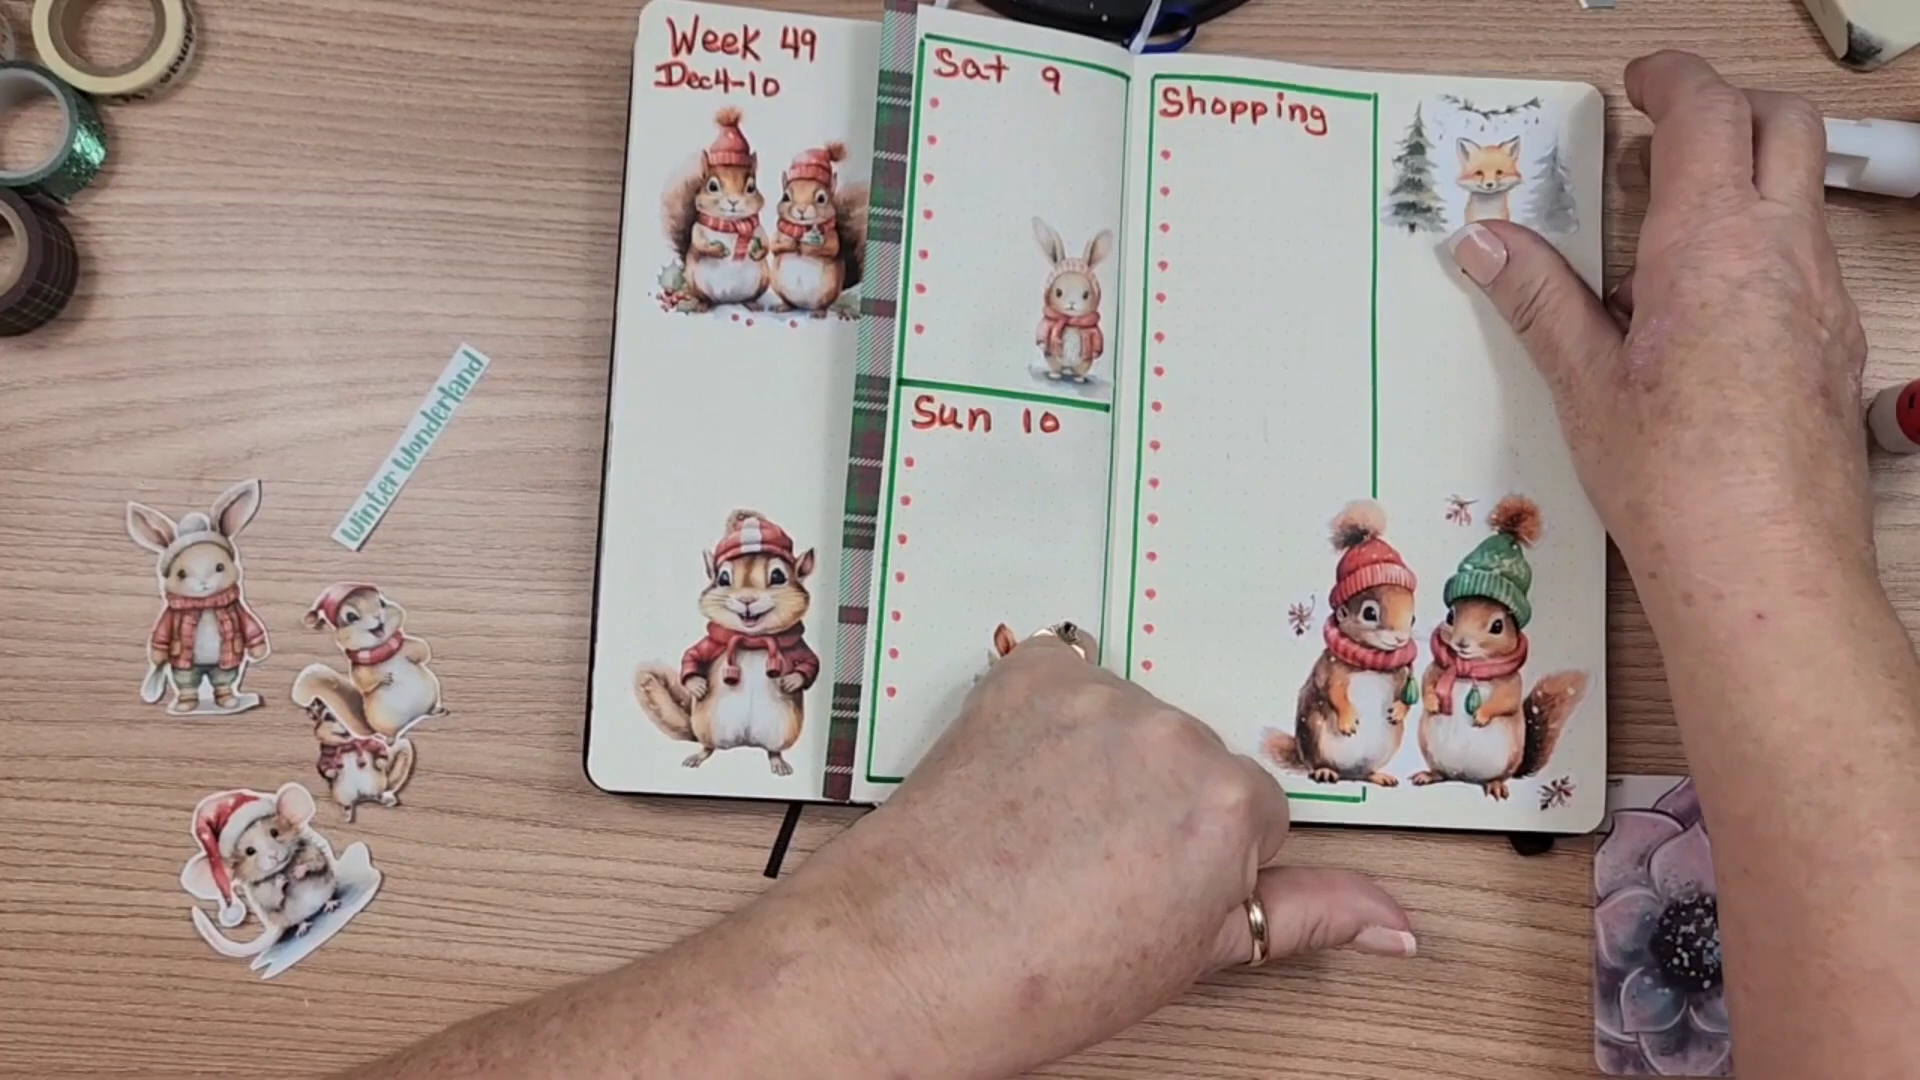 Week 49
Dec4-10
Sat 9
Sun 10
Shopping
Winter Wonderland